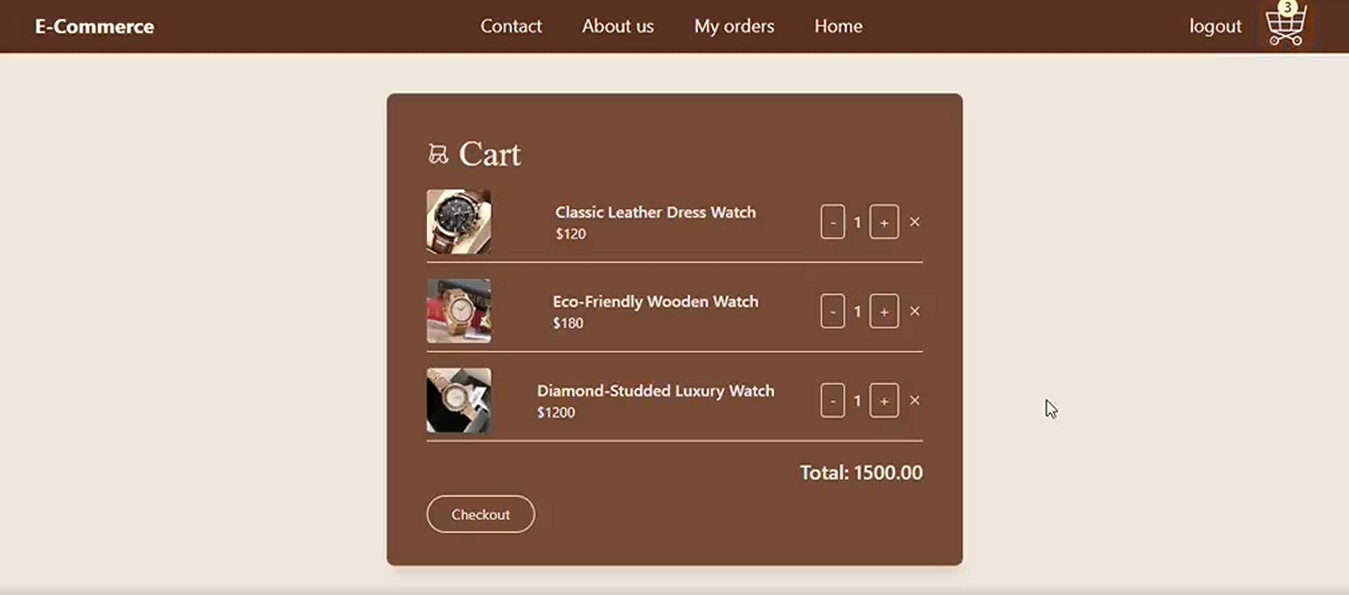 E-Commerce
Contact
About us
My orders
Home
logout
3
Cart
Classic Leather Dress Watch
$120
- 1 + ×
Eco-Friendly Wooden Watch
$180
- 1 + ×
Diamond-Studded Luxury Watch
$1200
- 1 + ×
Total: 1500.00
Checkout